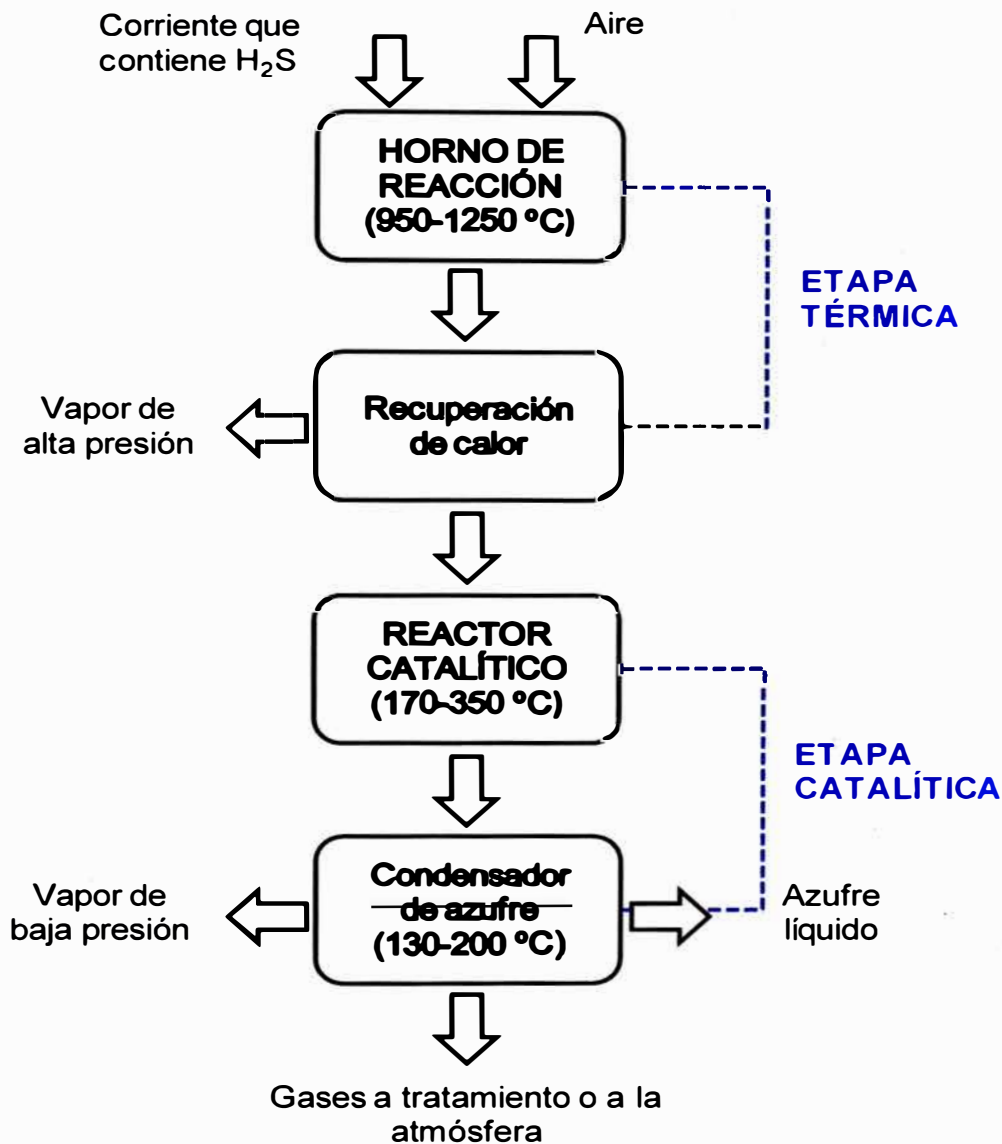 Corriente que
contiene H₂S
Aire
HORNO DE
REACCIÓN
(950-1250 ºC)
ETAPA
TÉRMICA
Vapor de
alta presión
Recuperación
de calor
REACTOR
CATALÍTICO
(170-350 ºC)
ETAPA
CATALÍTICA
Vapor de
baja presión
Condensador
de azufre
(130-200 ºC)
Azufre
líquido
Gases a tratamiento o a la
atmósfera